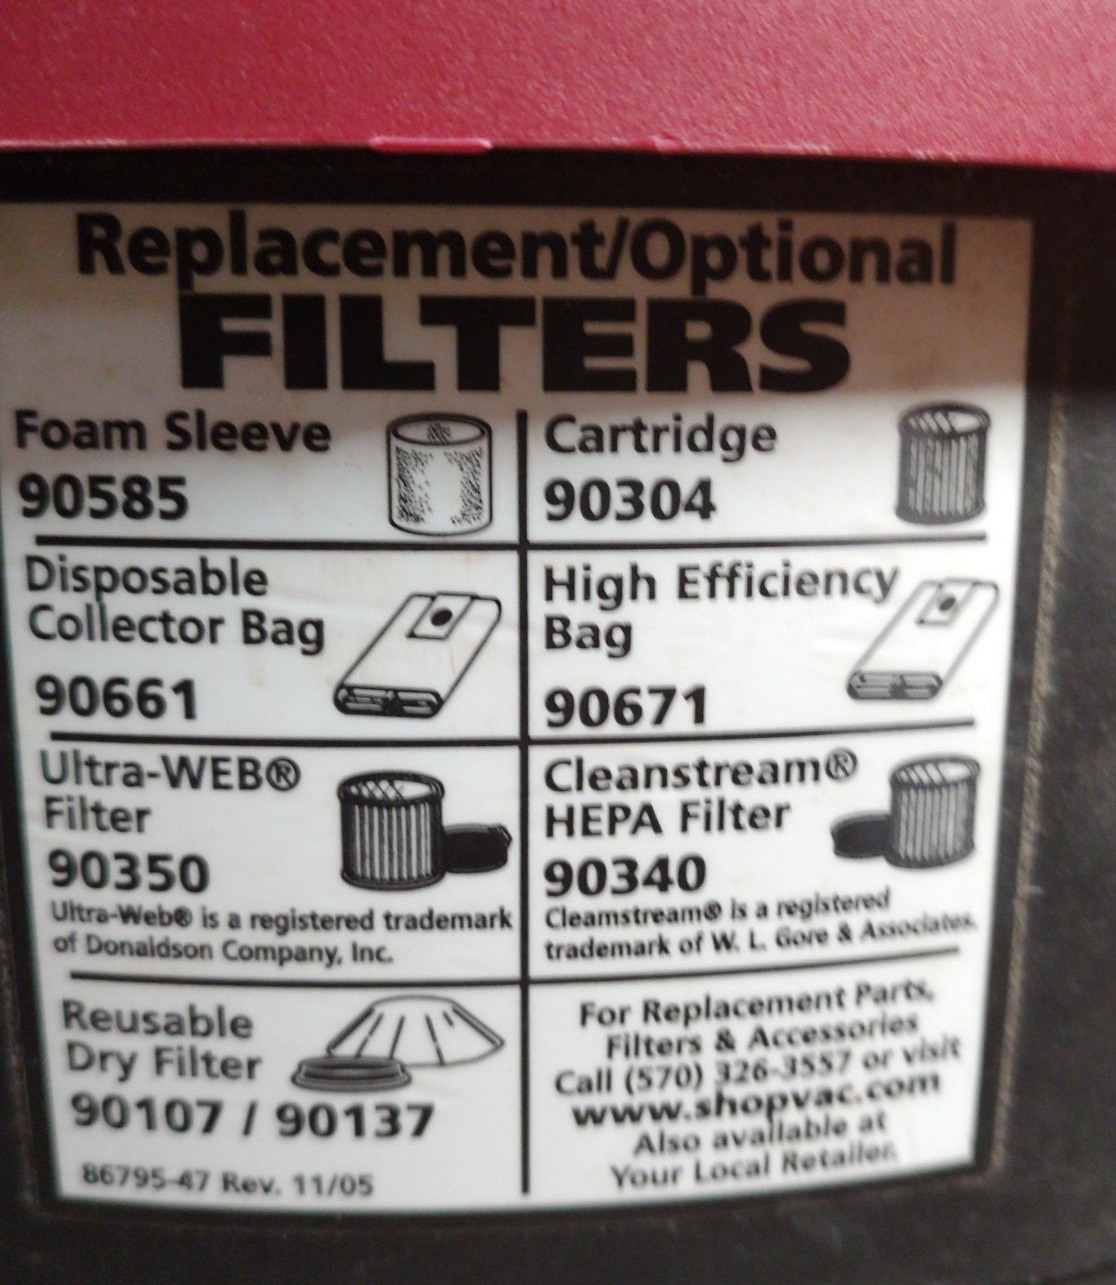 Replacement/Optional
FILTERS
Foam Sleeve
90585
Cartridge
90304
Disposable
Collector Bag
90661
High Efficiency
Bag
90671
Ultra-WEB®
Filter
90350
Ultra-Web® is a registered trademark
of Donaldson Company, Inc.
Cleanstream®
HEPA Filter
90340
Cleamstream® is a registered
trademark of W. L. Gore & Associates.
Reusable
Dry Filter
90107 / 90137
86795-47 Rev. 11/05
For Replacement Parts,
Filters & Accessories
Call (570) 326-3557 or visit
www.shopvac.com
Also available at
Your Local Retailer.